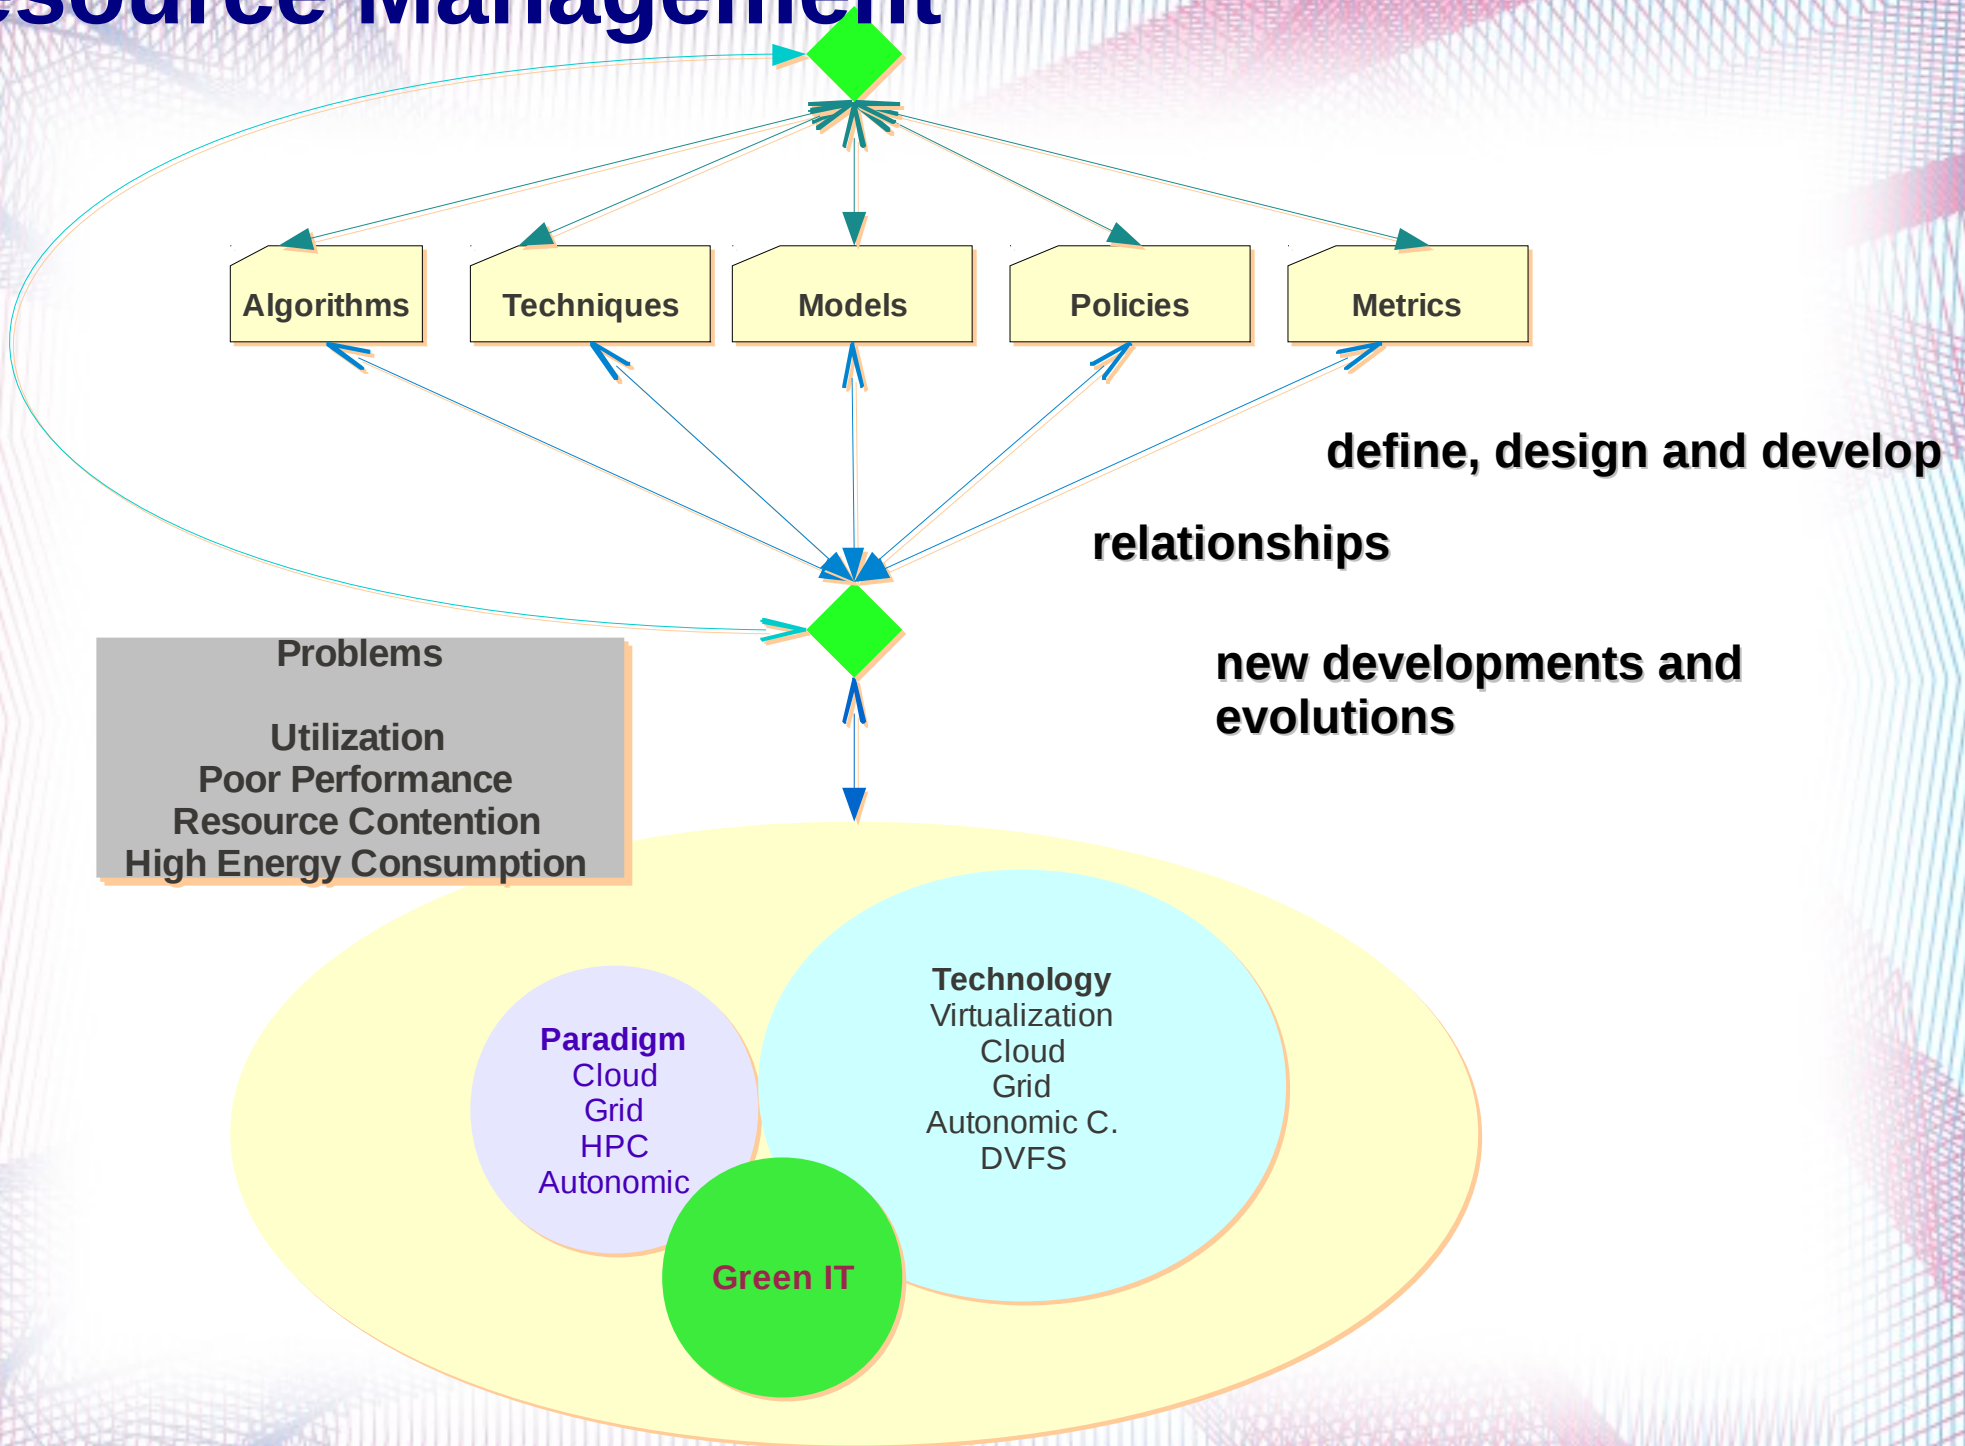 esource Management
Algorithms
Techniques
Models
Policies
Metrics
define, design and develop
relationships
new developments and
evolutions
Problems
Utilization
Poor Performance
Resource Contention
High Energy Consumption
Technology
Virtualization
Cloud
Grid
Autonomic C.
DVFS
Paradigm
Cloud
Grid
HPC
Autonomic
Green IT